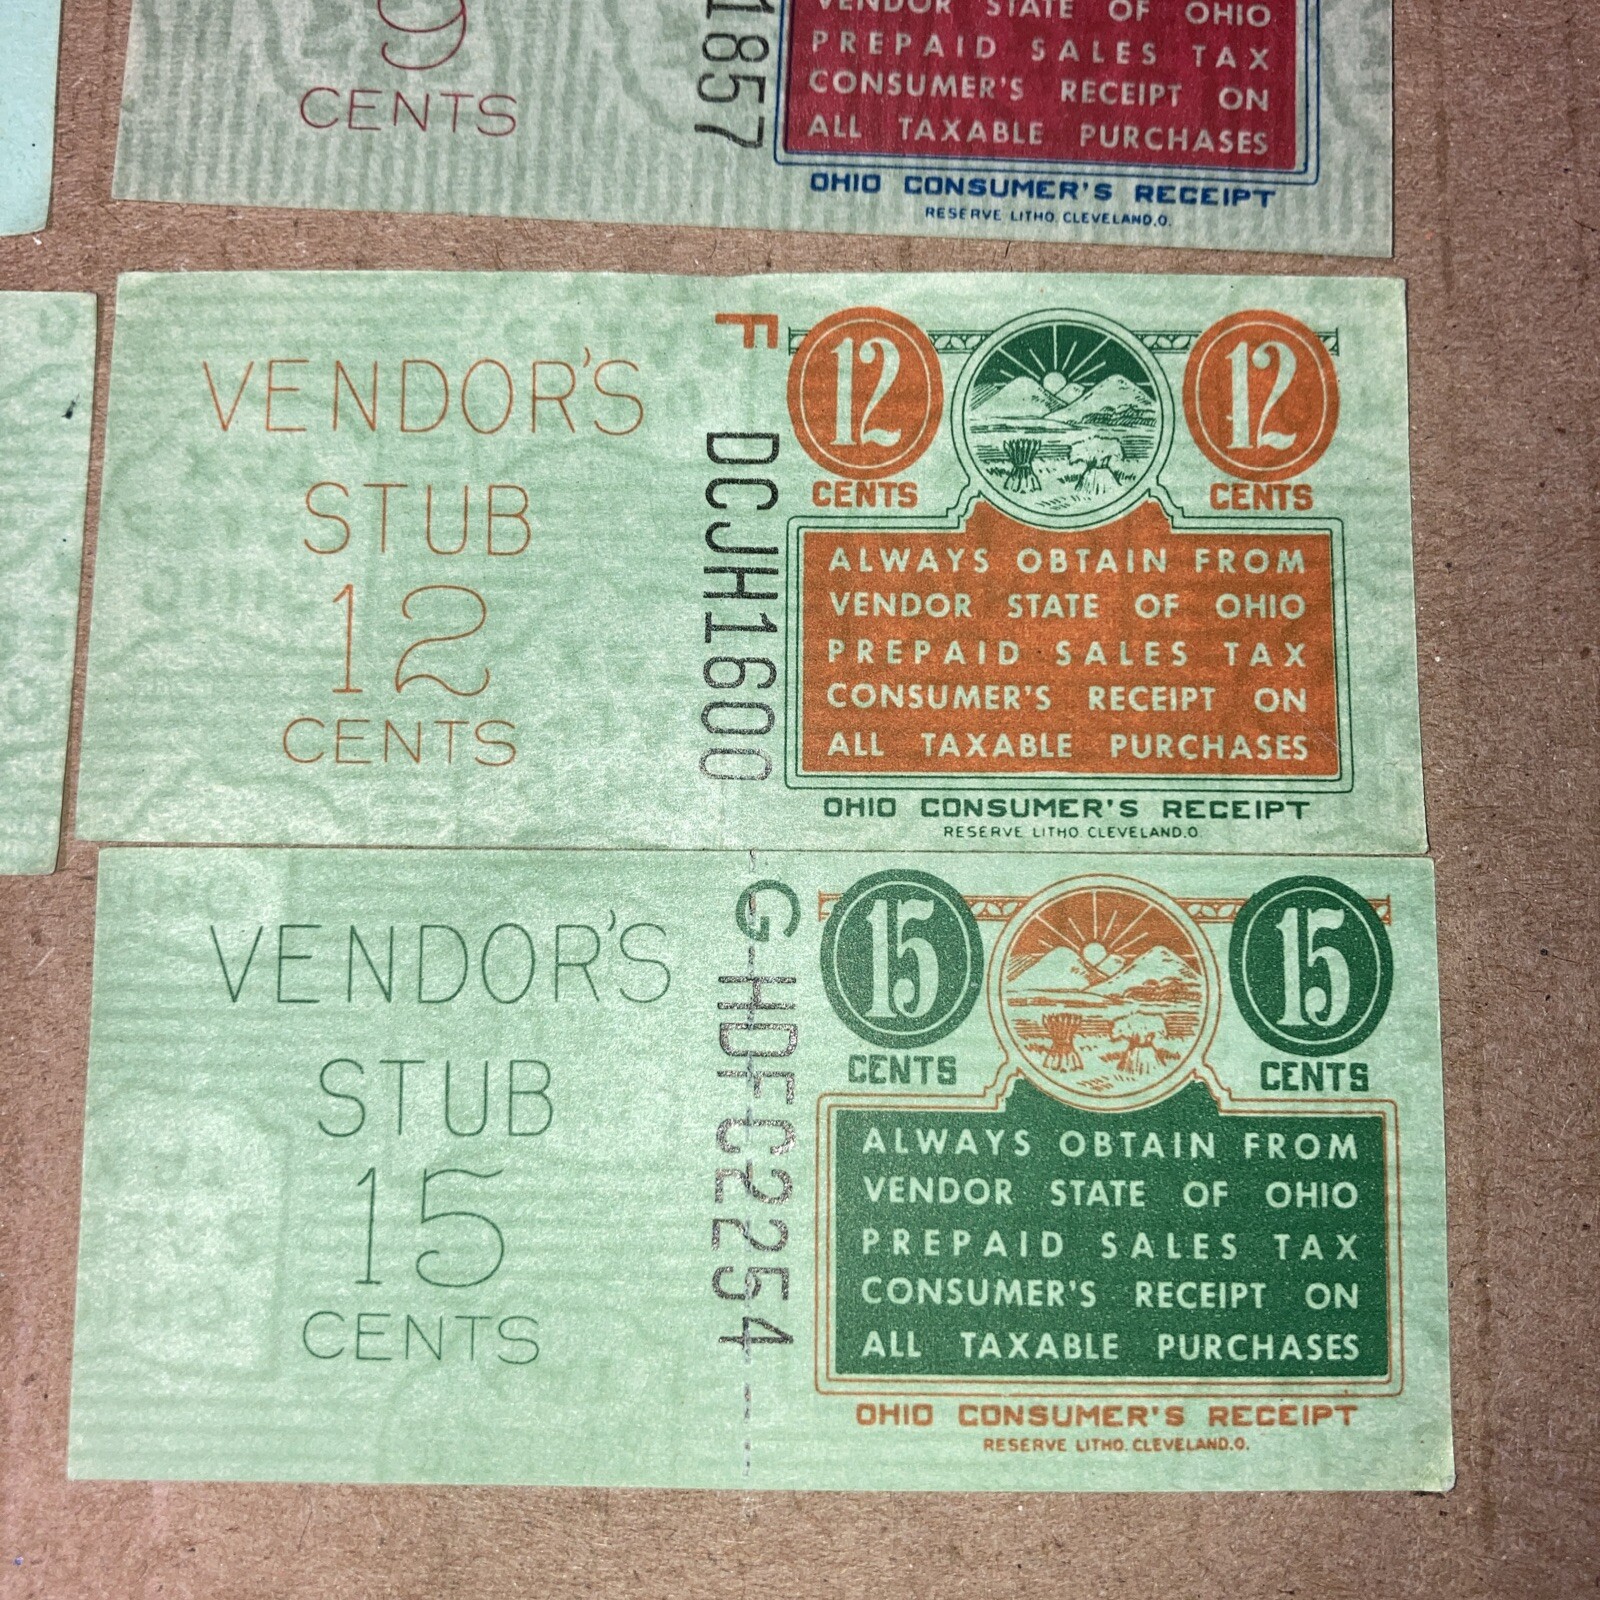 9
CENTS
1857
VENDOR STATE OF OHIO
PREPAID SALES TAX
CONSUMER'S RECEIPT ON
ALL TAXABLE PURCHASES
OHIO CONSUMER'S RECEIPT
RESERVE LITHO. CLEVELAND,O.
VENDOR'S
STUB
12
CENTS
F DCJH1600
12 12
CENTS CENTS
ALWAYS OBTAIN FROM
VENDOR STATE OF OHIO
PREPAID SALES TAX
CONSUMER'S RECEIPT ON
ALL TAXABLE PURCHASES
OHIO CONSUMER'S RECEIPT
RESERVE LITHO. CLEVELAND,O.
VENDOR'S
STUB
15
CENTS
G HDFC2254
15 15
CENTS CENTS
ALWAYS OBTAIN FROM
VENDOR STATE OF OHIO
PREPAID SALES TAX
CONSUMER'S RECEIPT ON
ALL TAXABLE PURCHASES
OHIO CONSUMER'S RECEIPT
RESERVE LITHO. CLEVELAND,O.